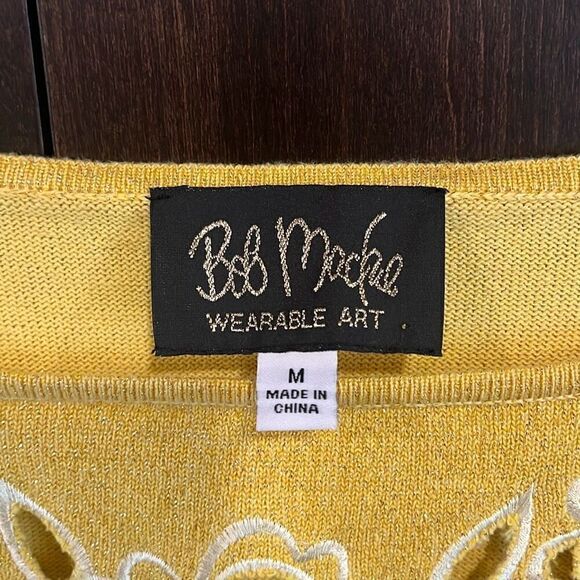 Bob Mackie
WEARABLE ART
M
MADE IN
CHINA